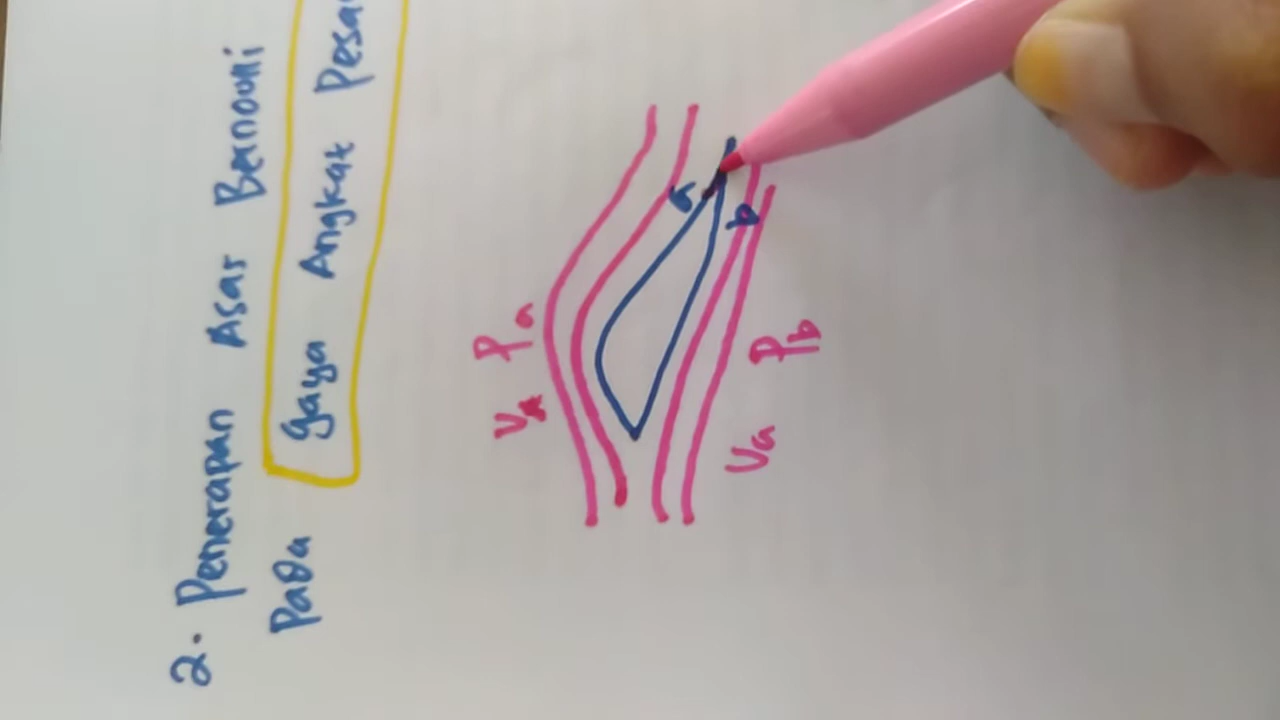 2. Penerapan Asas Bernoulli
pada Gaya Angkat Pesa
a
b
Pa
Va
Pb
Va